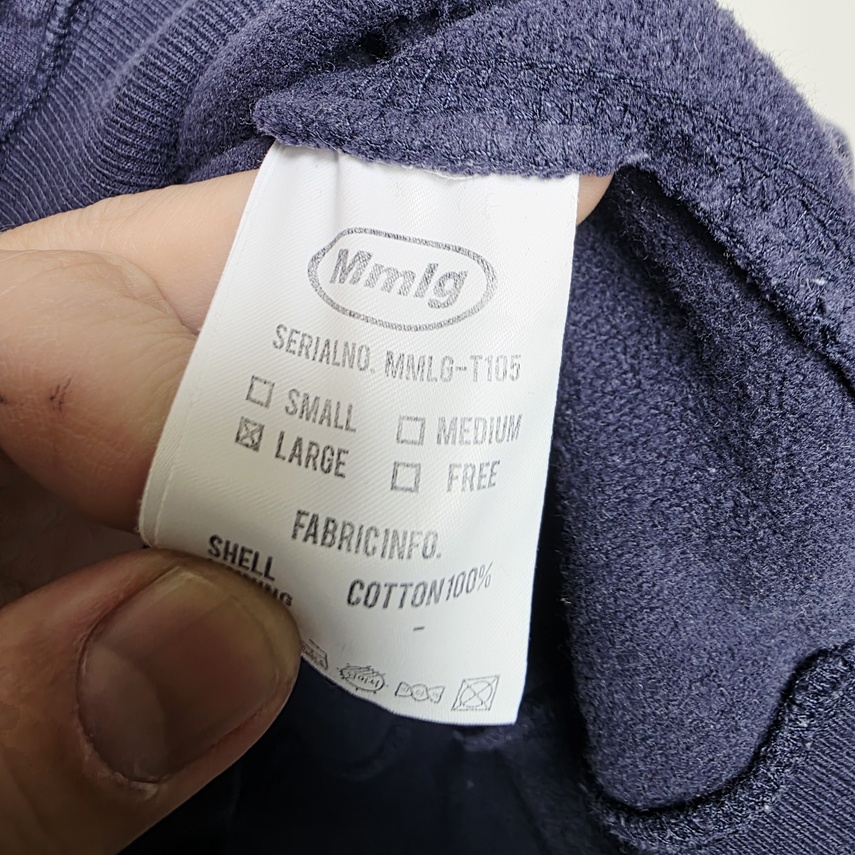 Mmlg
SERIALNO. MMLG-T105
SMALL
MEDIUM
LARGE
FREE
FABRICINFO.
SHELL
COTTON100%
-